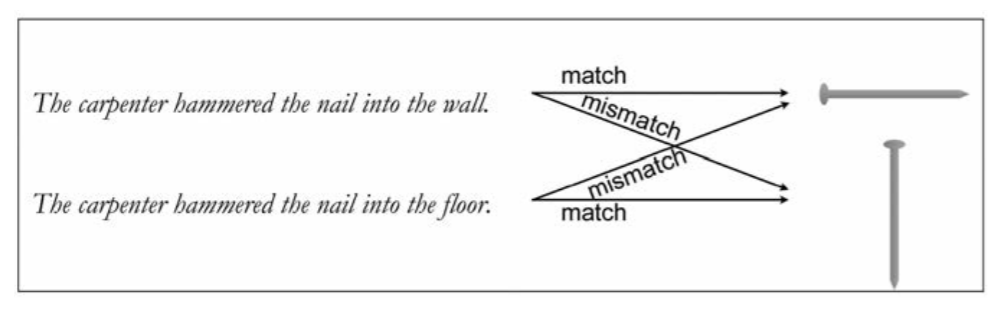 match
The carpenter hammered the nail into the wall.
mismatch
mismatch
The carpenter hammered the nail into the floor.
match